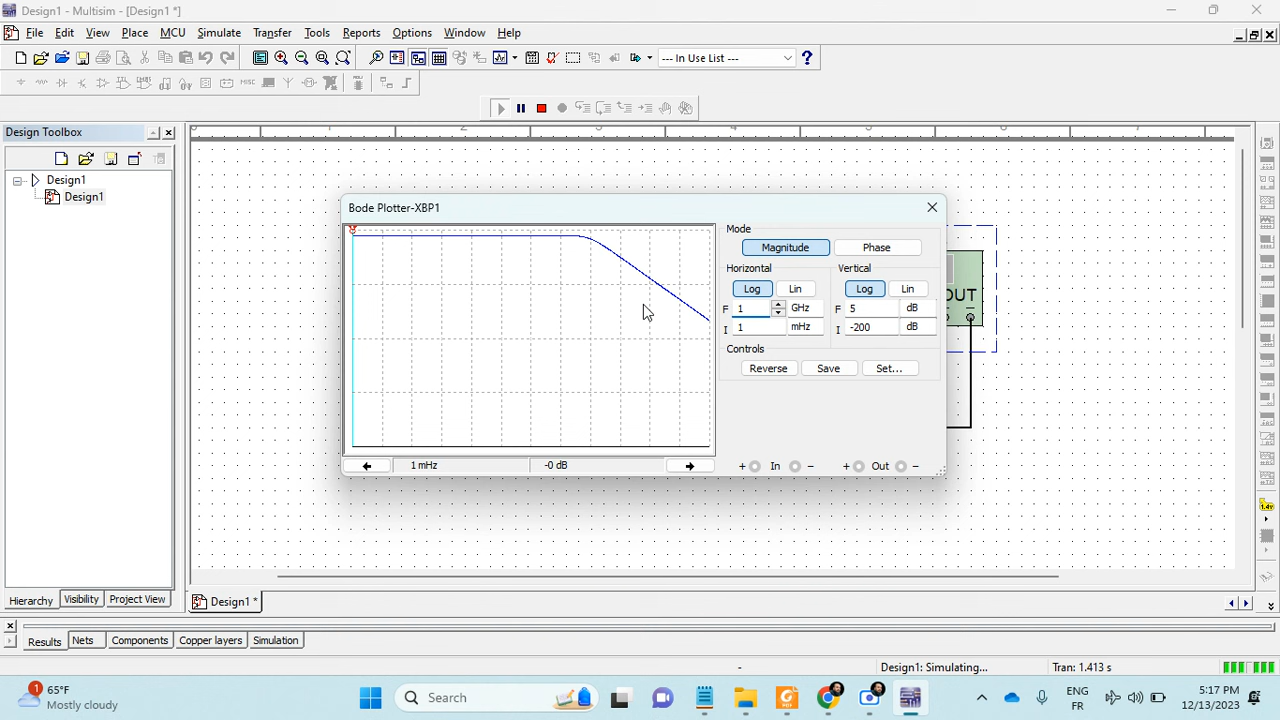 Design1 - Multisim - [Design1 *]
File Edit View Place MCU Simulate Transfer Tools Reports Options Window Help
--- In Use List ---
Design Toolbox
Design1
Design1
Bode Plotter-XBP1
Mode
Magnitude Phase
Horizontal Vertical
Log Lin Log Lin
F 1 GHz F 5 dB
I 1 mHz I -200 dB
Controls
Reverse Save Set...
1 mHz -0 dB
+ In - + Out -
OUT
Hierarchy Visibility Project View
Design1 *
Results Nets Components Copper layers Simulation
- Design1: Simulating... Tran: 1.413 s
1 65°F
Mostly cloudy
Search
ENG
FR
5:17 PM
12/13/2023